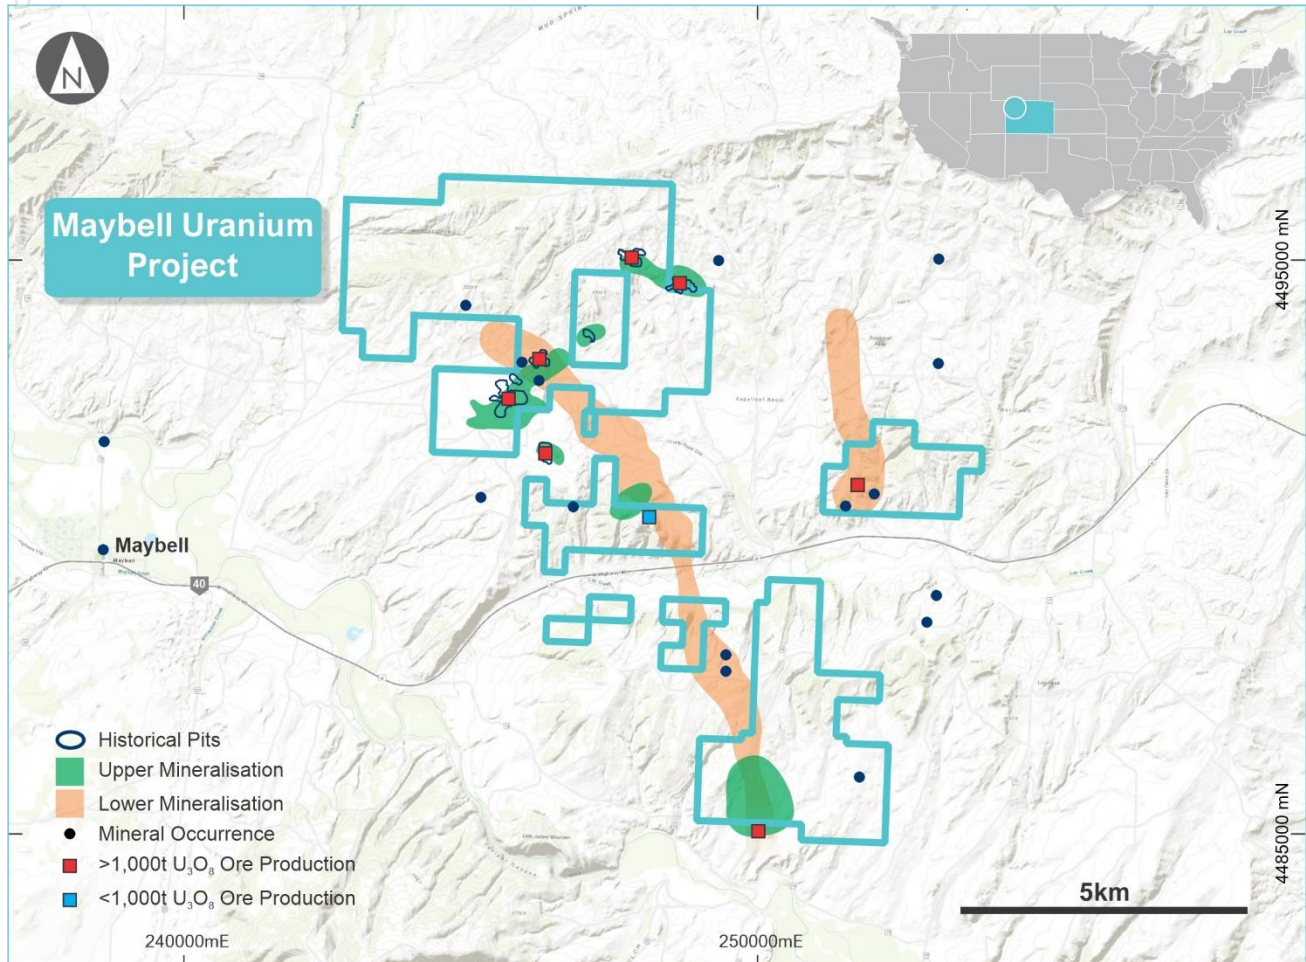 N
Maybell Uranium
Project
4495000 mN
Maybell
Maybell
40
Historical Pits
Upper Mineralisation
Lower Mineralisation
Mineral Occurrence
>1,000t U₃O₈ Ore Production
<1,000t U₃O₈ Ore Production
4485000 mN
5km
240000mE
250000mE